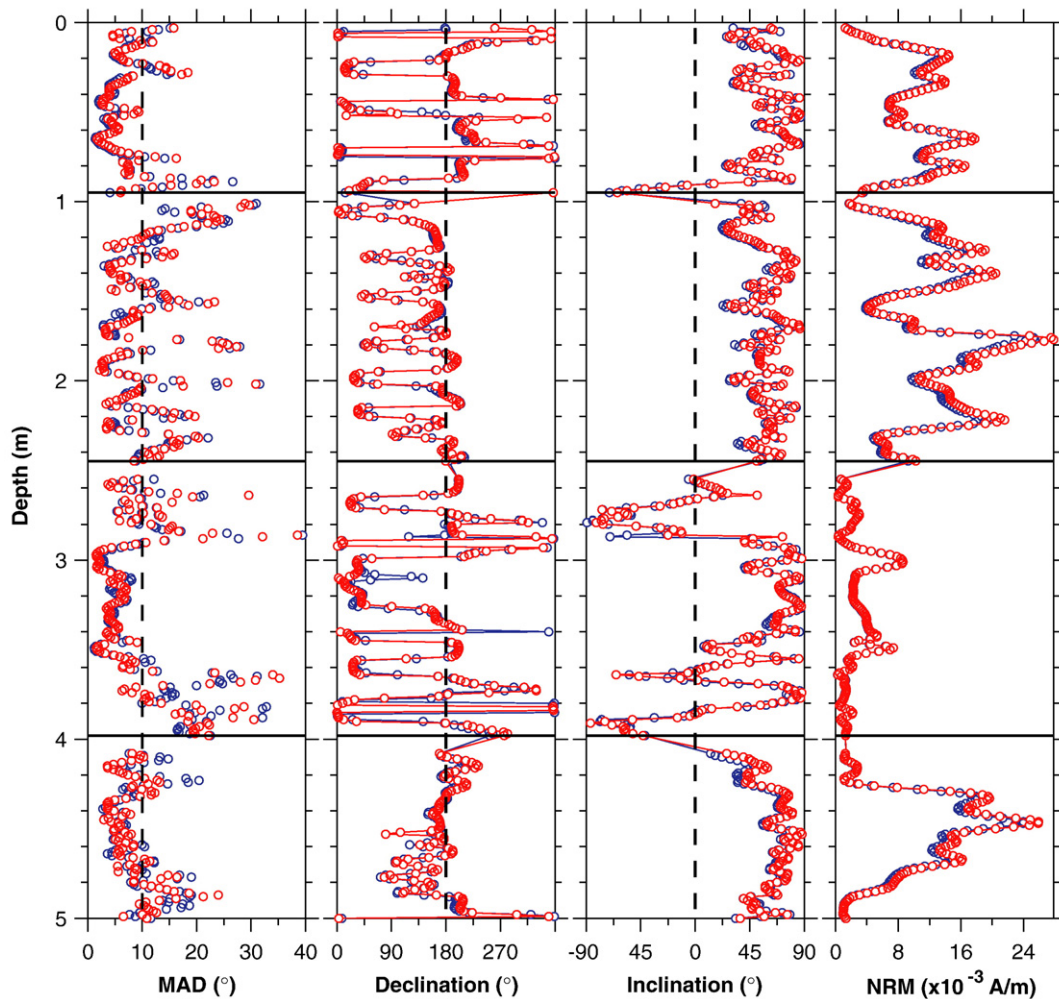 0
1
2
3
4
5
Depth (m)
0 10 20 30 40
0 90 180 270
-90 -45 0 45 90
0 8 16 24
MAD (°)
Declination (°)
Inclination (°)
NRM (x10⁻³ A/m)